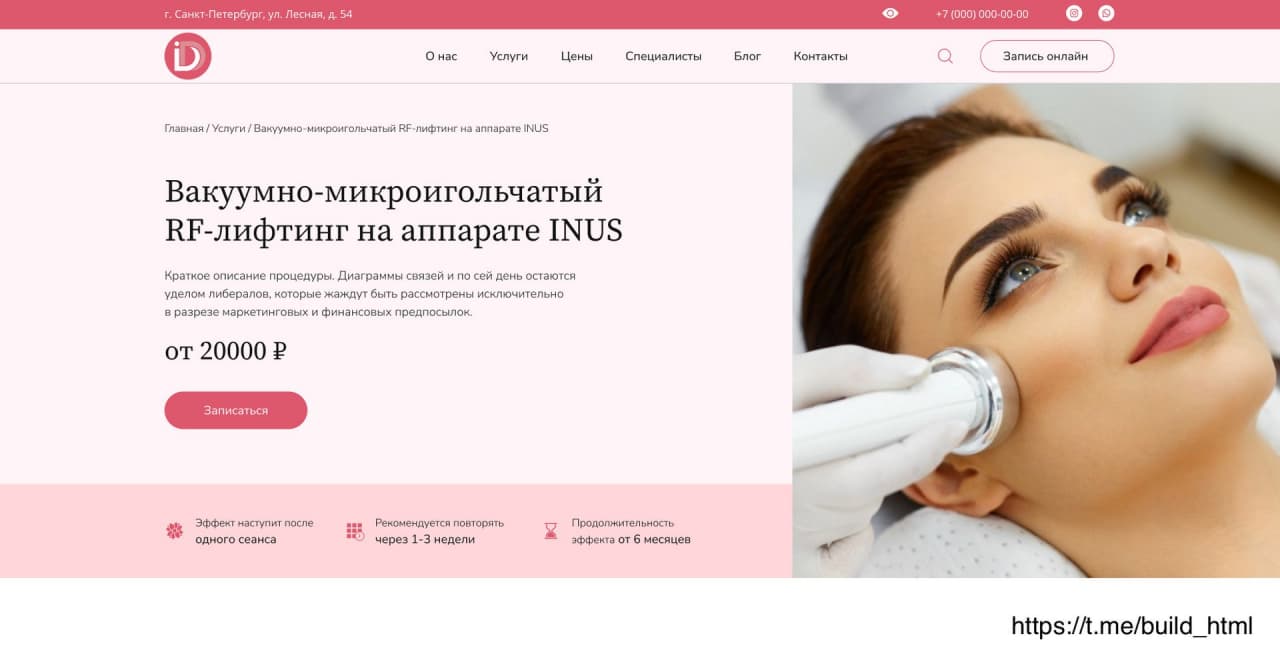 г. Санкт-Петербург, ул. Лесная, д. 54
+7 (000) 000-00-00
iD
О нас Услуги Цены Специалисты Блог Контакты
Запись онлайн
Главная / Услуги / Вакуумно-микроигольчатый RF-лифтинг на аппарате INUS
Вакуумно-микроигольчатый
RF-лифтинг на аппарате INUS
Краткое описание процедуры. Диаграммы связей и по сей день остаются
уделом либералов, которые жаждут быть рассмотрены исключительно
в разрезе маркетинговых и финансовых предпосылок.
от 20000 ₽
Записаться
Эффект наступит после
одного сеанса
Рекомендуется повторять
через 1-3 недели
Продолжительность
эффекта от 6 месяцев
https://t.me/build_html